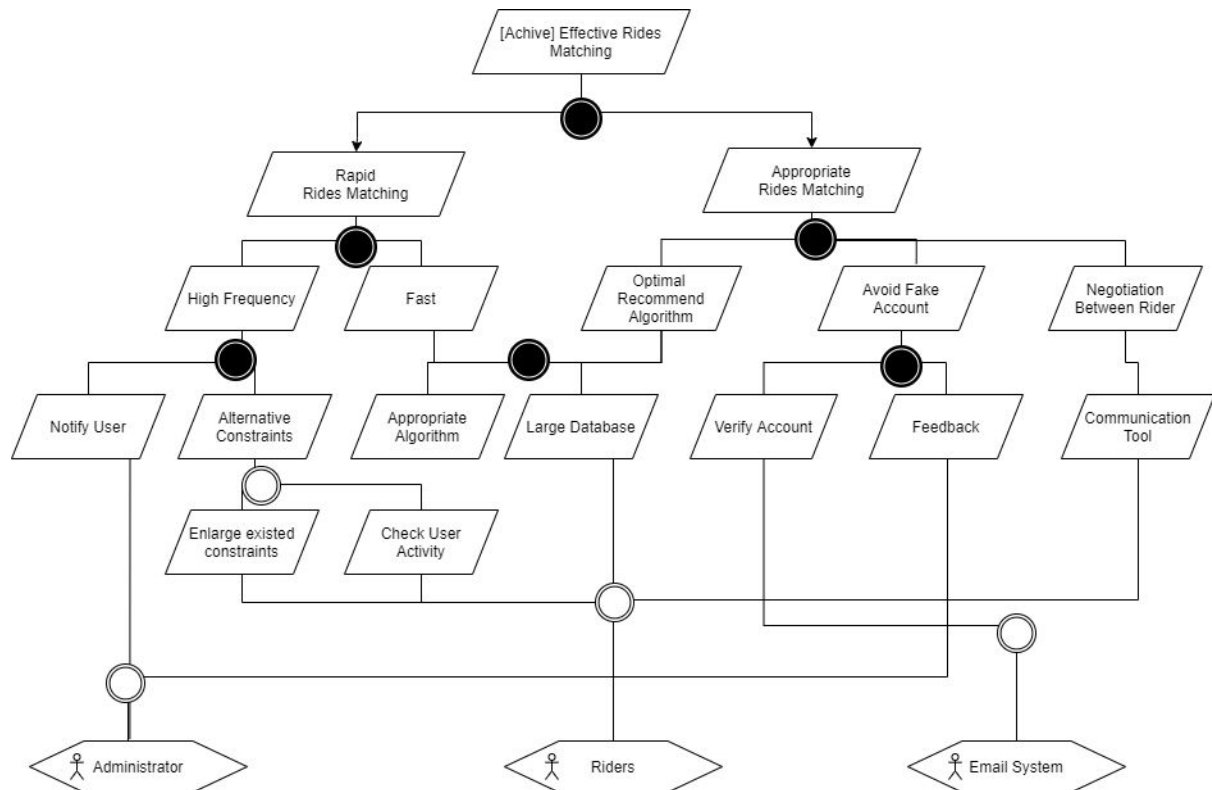 [Achive] Effective Rides
Matching
Rapid
Rides Matching
Appropriate
Rides Matching
High Frequency
Fast
Optimal
Recommend
Algorithm
Avoid Fake
Account
Negotiation
Between Rider
Notify User
Alternative
Constraints
Appropriate
Algorithm
Large Database
Verify Account
Feedback
Communication
Tool
Enlarge existed
constraints
Check User
Activity
Administrator
Riders
Email System